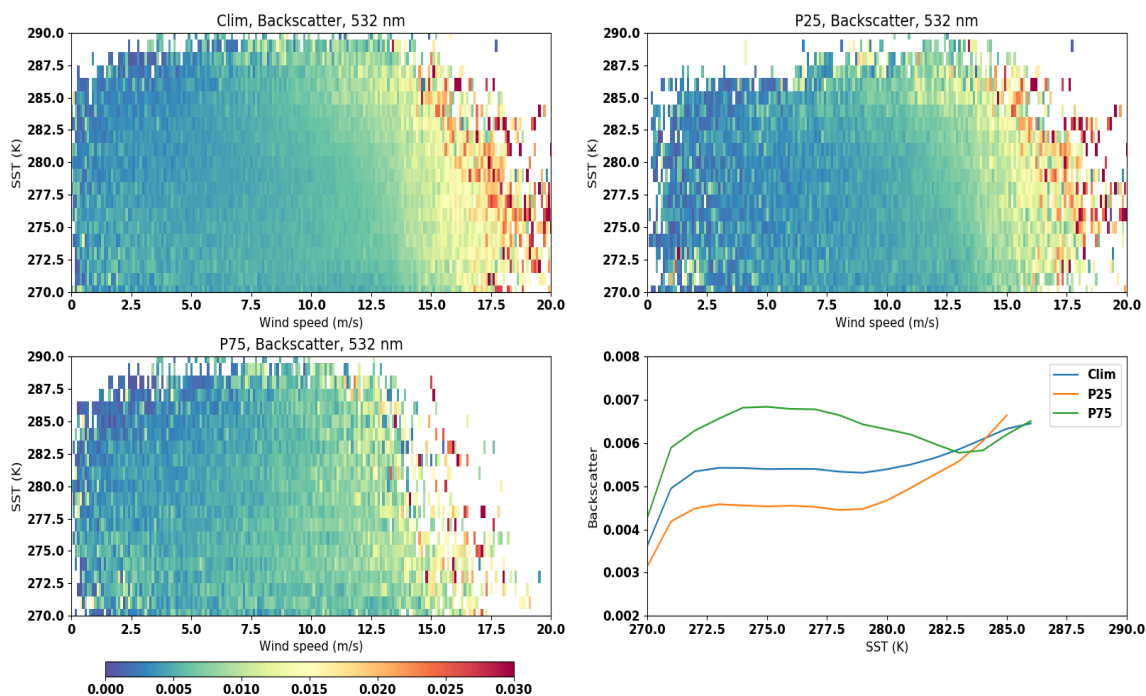 Clim, Backscatter, 532 nm
290.0
287.5
285.0
282.5
280.0
277.5
275.0
272.5
270.0
SST (K)
0 2.5 5.0 7.5 10.0 12.5 15.0 17.5 20.0
Wind speed (m/s)
P25, Backscatter, 532 nm
290.0
287.5
285.0
282.5
280.0
277.5
275.0
272.5
270.0
SST (K)
0 2.5 5.0 7.5 10.0 12.5 15.0 17.5 20.0
Wind speed (m/s)
P75, Backscatter, 532 nm
290.0
287.5
285.0
282.5
280.0
277.5
275.0
272.5
270.0
SST (K)
0 2.5 5.0 7.5 10.0 12.5 15.0 17.5 20.0
Wind speed (m/s)
0.008
0.007
0.006
0.005
0.004
0.003
0.002
Backscatter
Clim
P25
P75
270.0 272.5 275.0 277.5 280.0 282.5 285.0 287.5 290.0
SST (K)
0.000 0.005 0.010 0.015 0.020 0.025 0.030